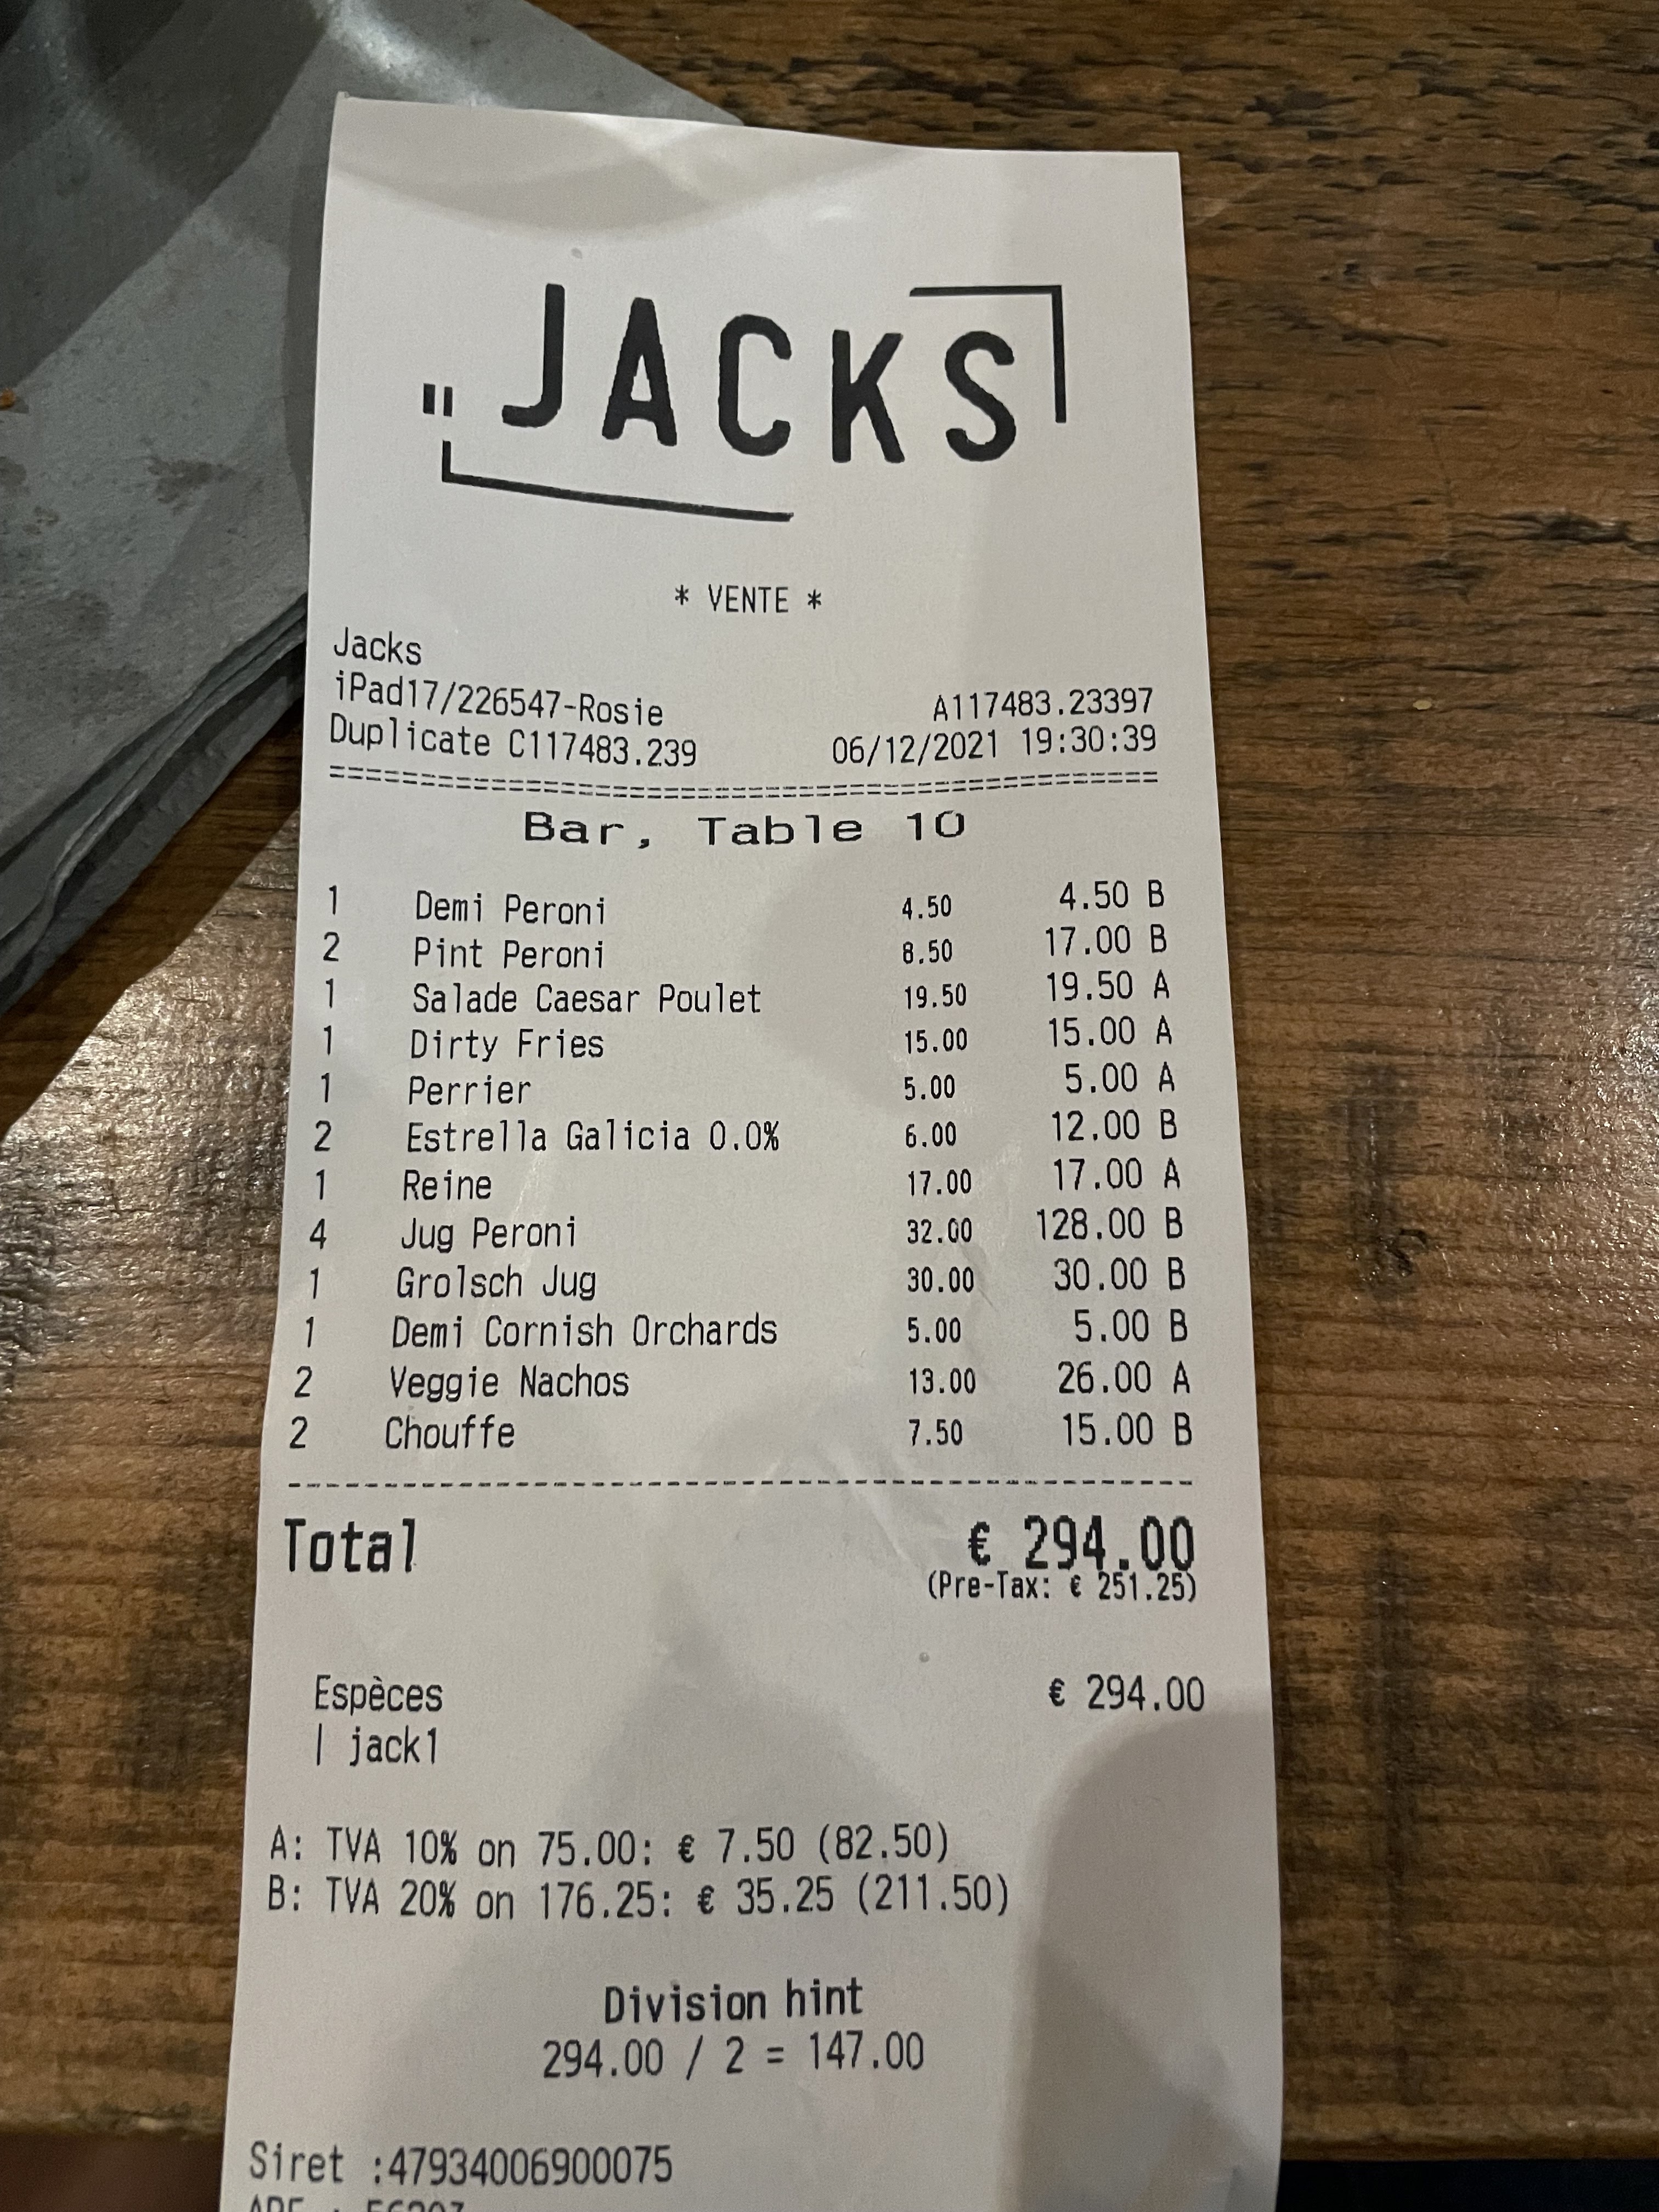 "JACKS
* VENTE *
Jacks
iPad17/226547-Rosie A117483.23397
Duplicate C117483.239 06/12/2021 19:30:39
==========================================
Bar, Table 10
1 Demi Peroni 4.50 4.50 B
2 Pint Peroni 8.50 17.00 B
1 Salade Caesar Poulet 19.50 19.50 A
1 Dirty Fries 15.00 15.00 A
1 Perrier 5.00 5.00 A
2 Estrella Galicia 0.0% 6.00 12.00 B
1 Reine 17.00 17.00 A
4 Jug Peroni 32.00 128.00 B
1 Grolsch Jug 30.00 30.00 B
1 Demi Cornish Orchards 5.00 5.00 B
2 Veggie Nachos 13.00 26.00 A
2 Chouffe 7.50 15.00 B
------------------------------------------
Total € 294.00
(Pre-Tax: € 251.25)
Espèces € 294.00
| jack1
A: TVA 10% on 75.00: € 7.50 (82.50)
B: TVA 20% on 176.25: € 35.25 (211.50)
Division hint
294.00 / 2 = 147.00
Siret :47934006900075